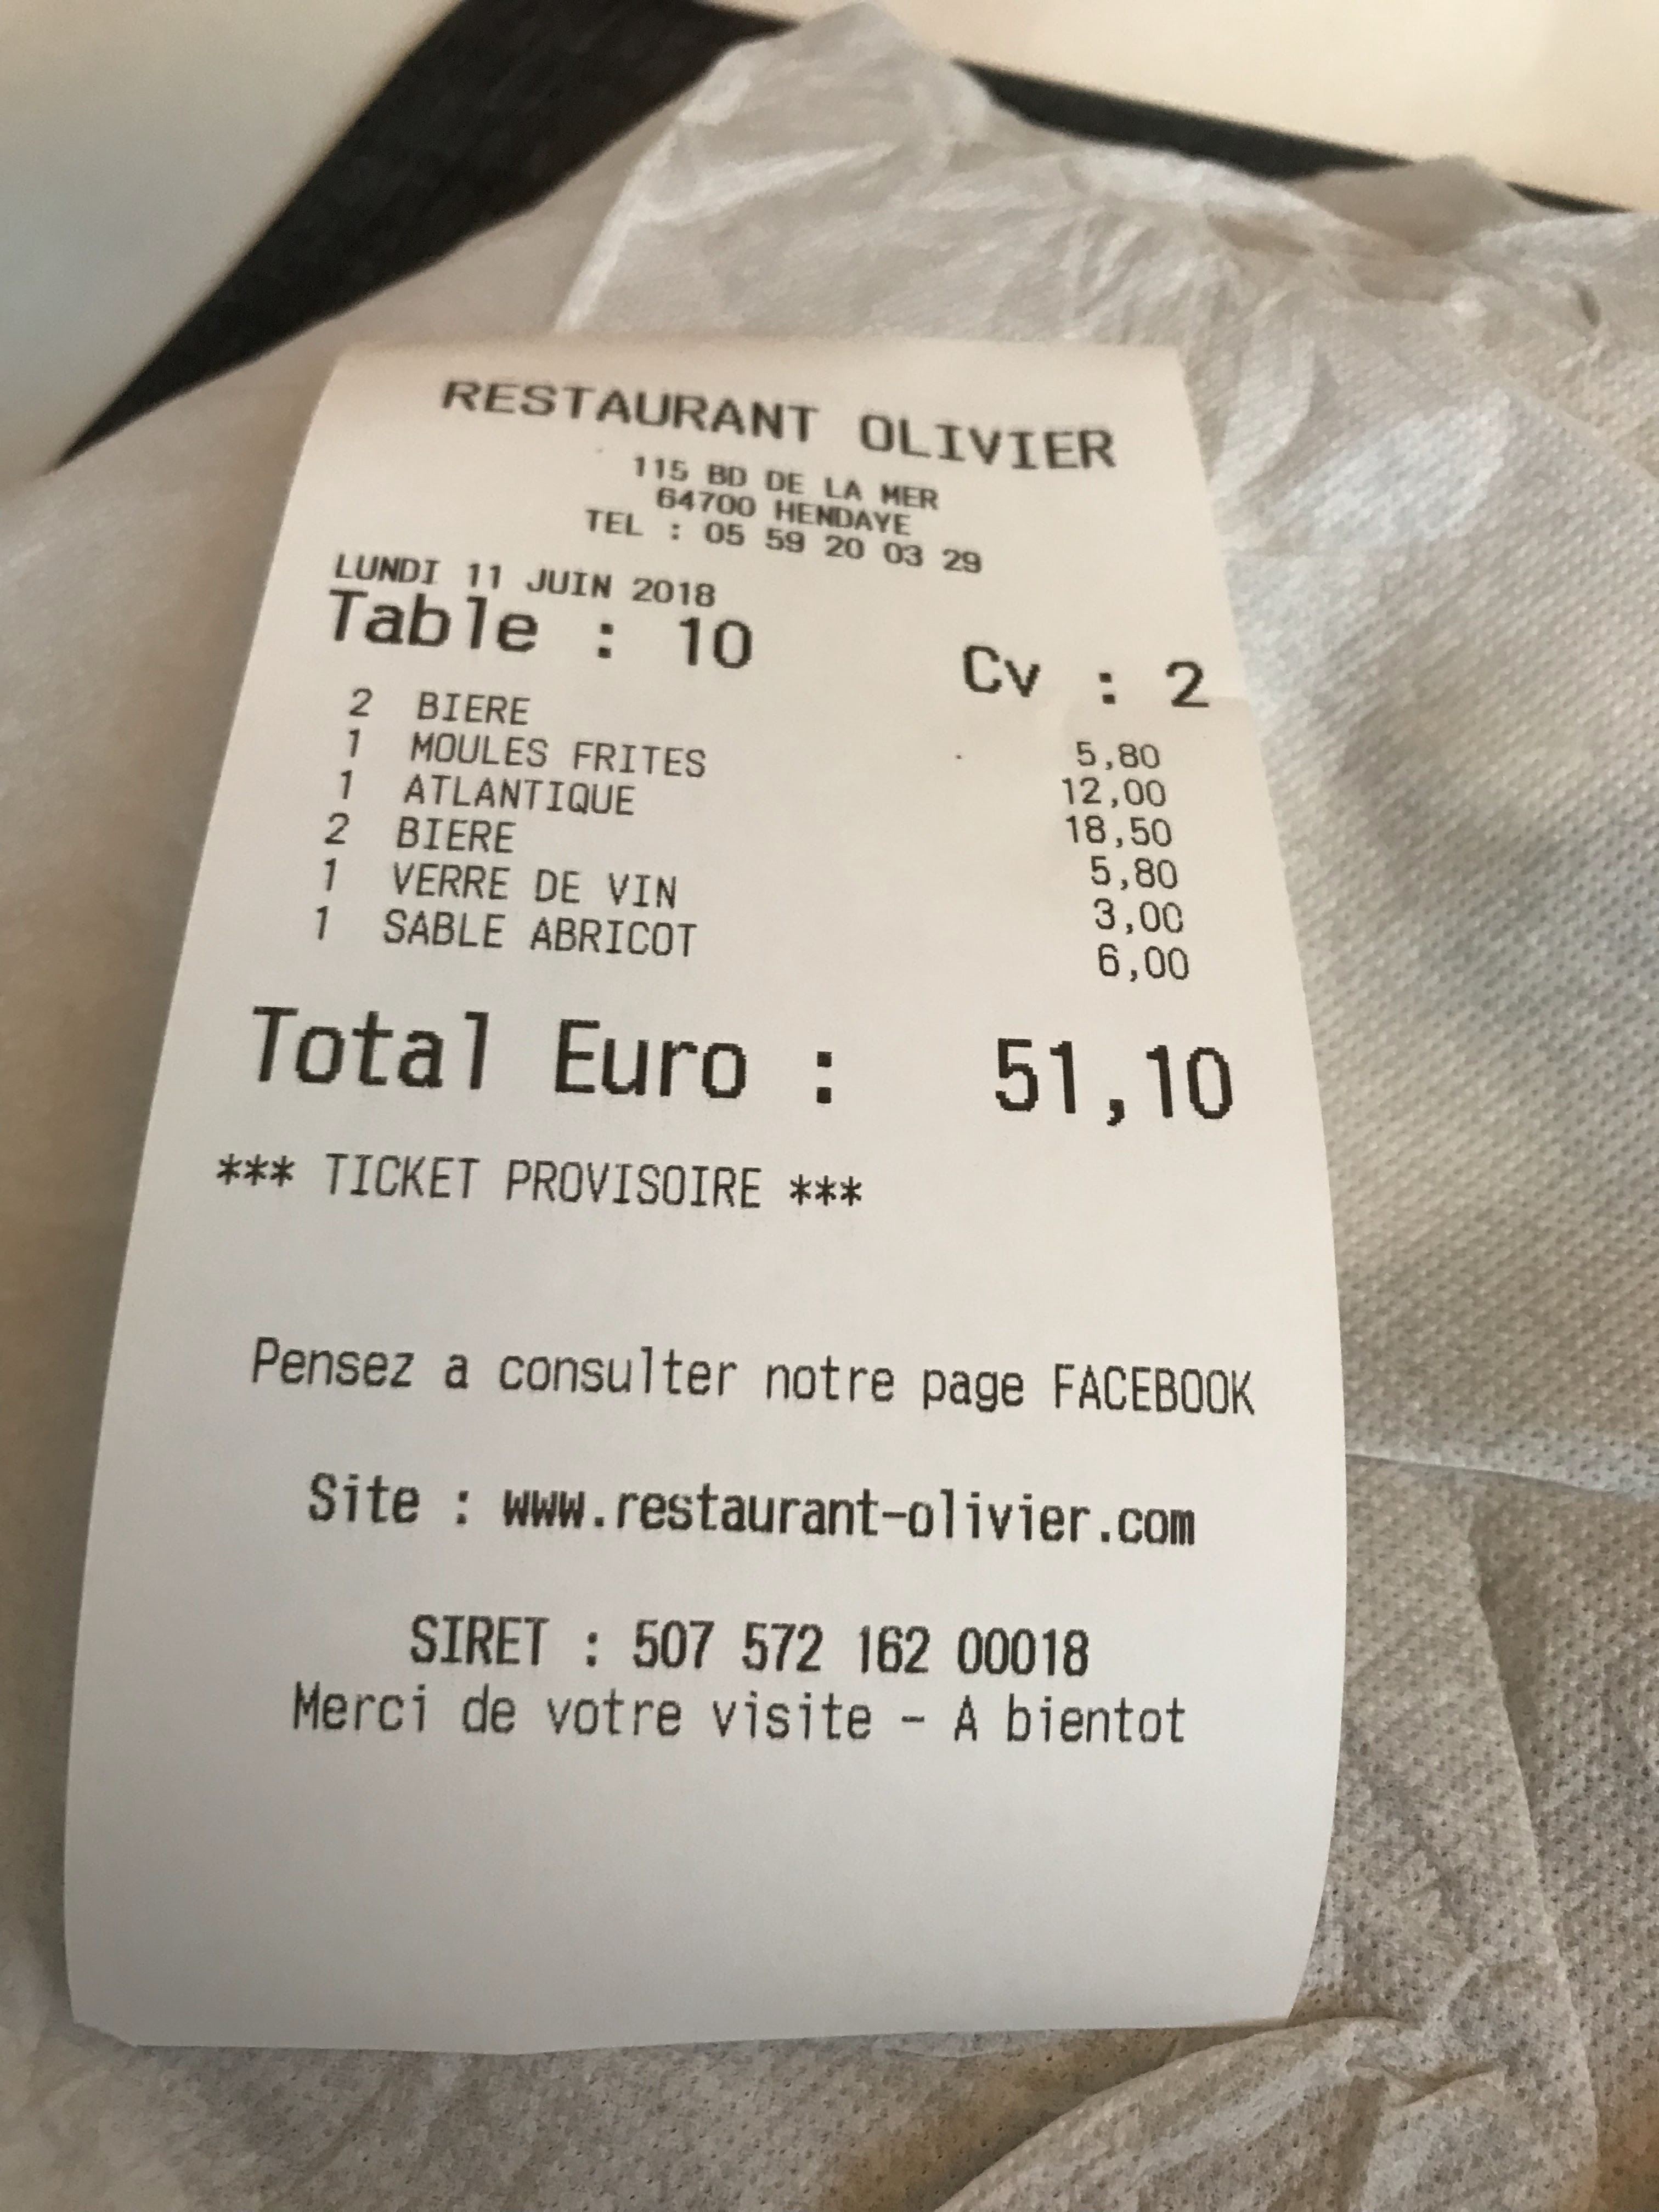 RESTAURANT OLIVIER
115 BD DE LA MER
64700 HENDAYE
TEL : 05 59 20 03 29
LUNDI 11 JUIN 2018
Table : 10 Cv : 2
2 BIERE 5,80
1 MOULES FRITES 12,00
1 ATLANTIQUE 18,50
2 BIERE 5,80
1 VERRE DE VIN 3,00
1 SABLE ABRICOT 6,00
Total Euro : 51,10
*** TICKET PROVISOIRE ***
Pensez a consulter notre page FACEBOOK
Site : www.restaurant-olivier.com
SIRET : 507 572 162 00018
Merci de votre visite - A bientot